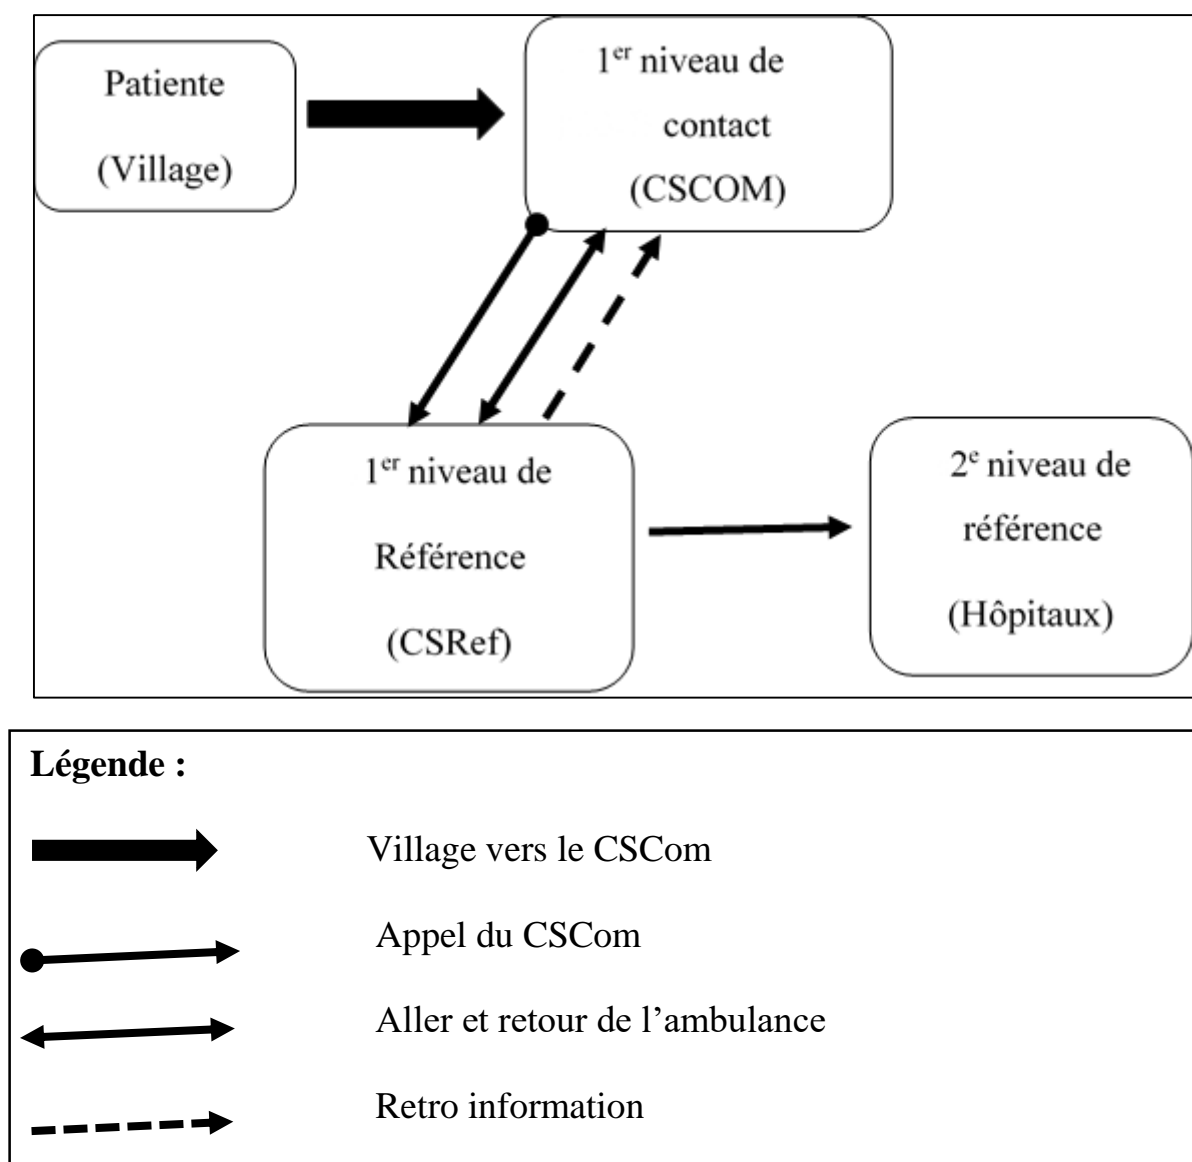 Patiente
(Village)
1er niveau de
contact
(CSCOM)
1er niveau de
Référence
(CSRef)
2e niveau de
référence
(Hôpitaux)
Légende :
Village vers le CSCom
Appel du CSCom
Aller et retour de l’ambulance
Retro information